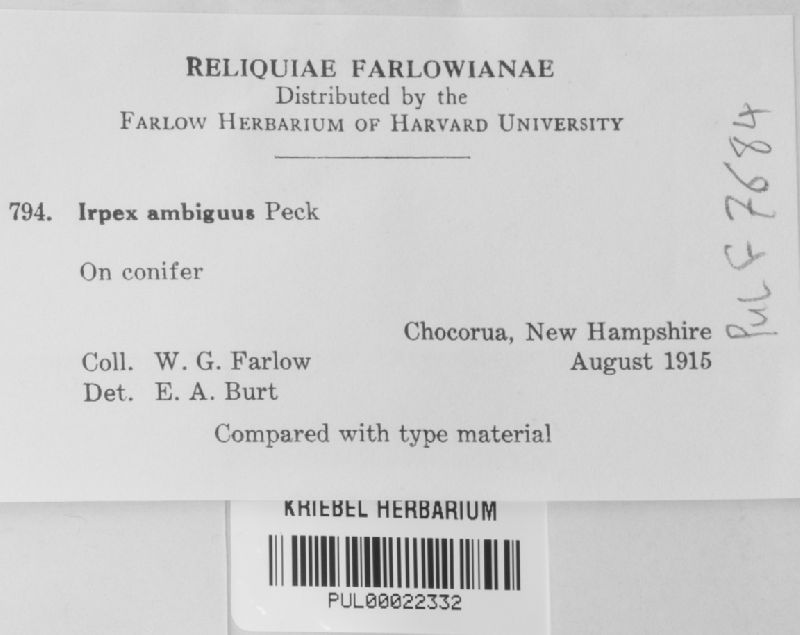 RELIQUIAE FARLOWIANAE
Distributed by the
FARLOW HERBARIUM OF HARVARD UNIVERSITY
794. Irpex ambiguus Peck
On conifer
Chocorua, New Hampshire
Coll. W. G. Farlow August 1915
Det. E. A. Burt
Compared with type material
PUL F 7684
KRIEBEL HERBARIUM
PUL00022332